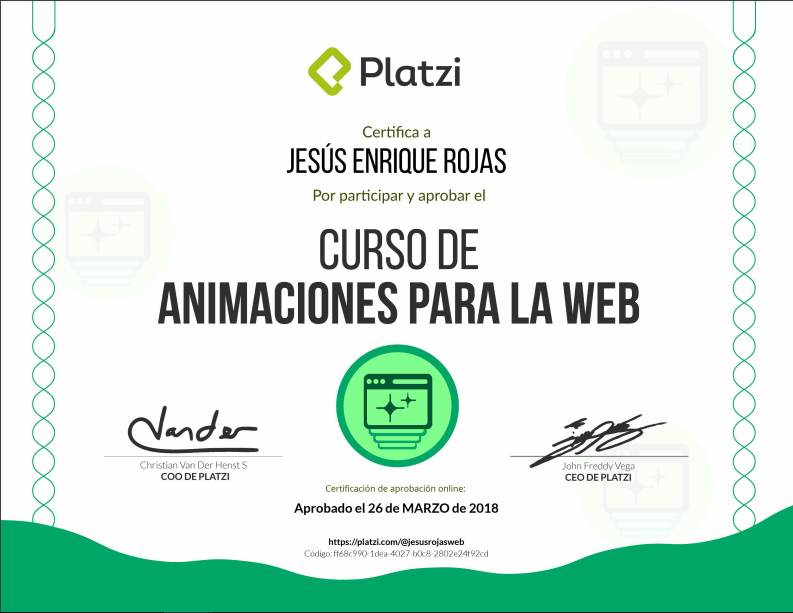 Platzi
Certifica a
JESÚS ENRIQUE ROJAS
Por participar y aprobar el
CURSO DE
ANIMACIONES PARA LA WEB
Vander
Christian Van Der Henst S
COO DE PLATZI
John Freddy Vega
CEO DE PLATZI
Certificación de aprobación online:
Aprobado el 26 de MARZO de 2018
https://platzi.com/@jesusrojasweb
Código: ff68c990-1dea-4027-b0c8-2802e24f92cd